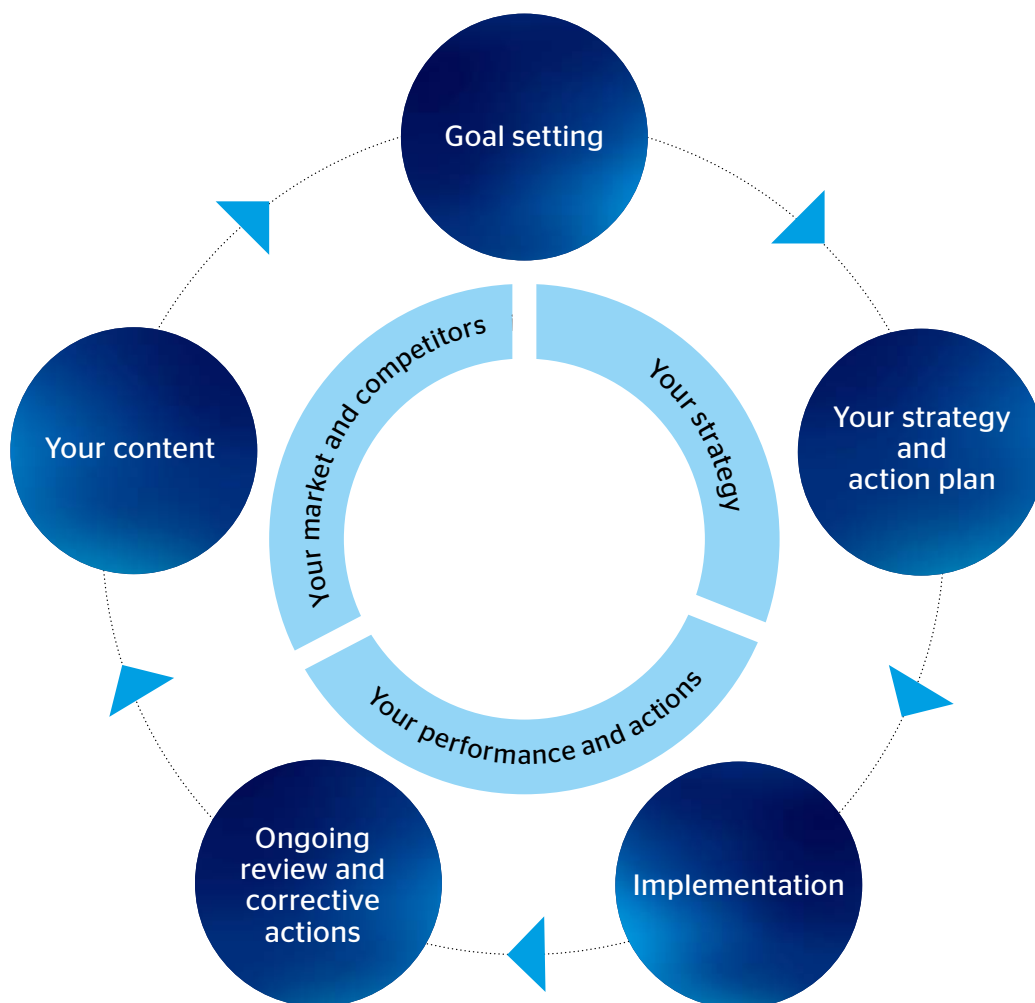 Goal setting
Your strategy
and
action plan
Implementation
Ongoing
review and
corrective
actions
Your content
Your market and competitors
Your strategy
Your performance and actions